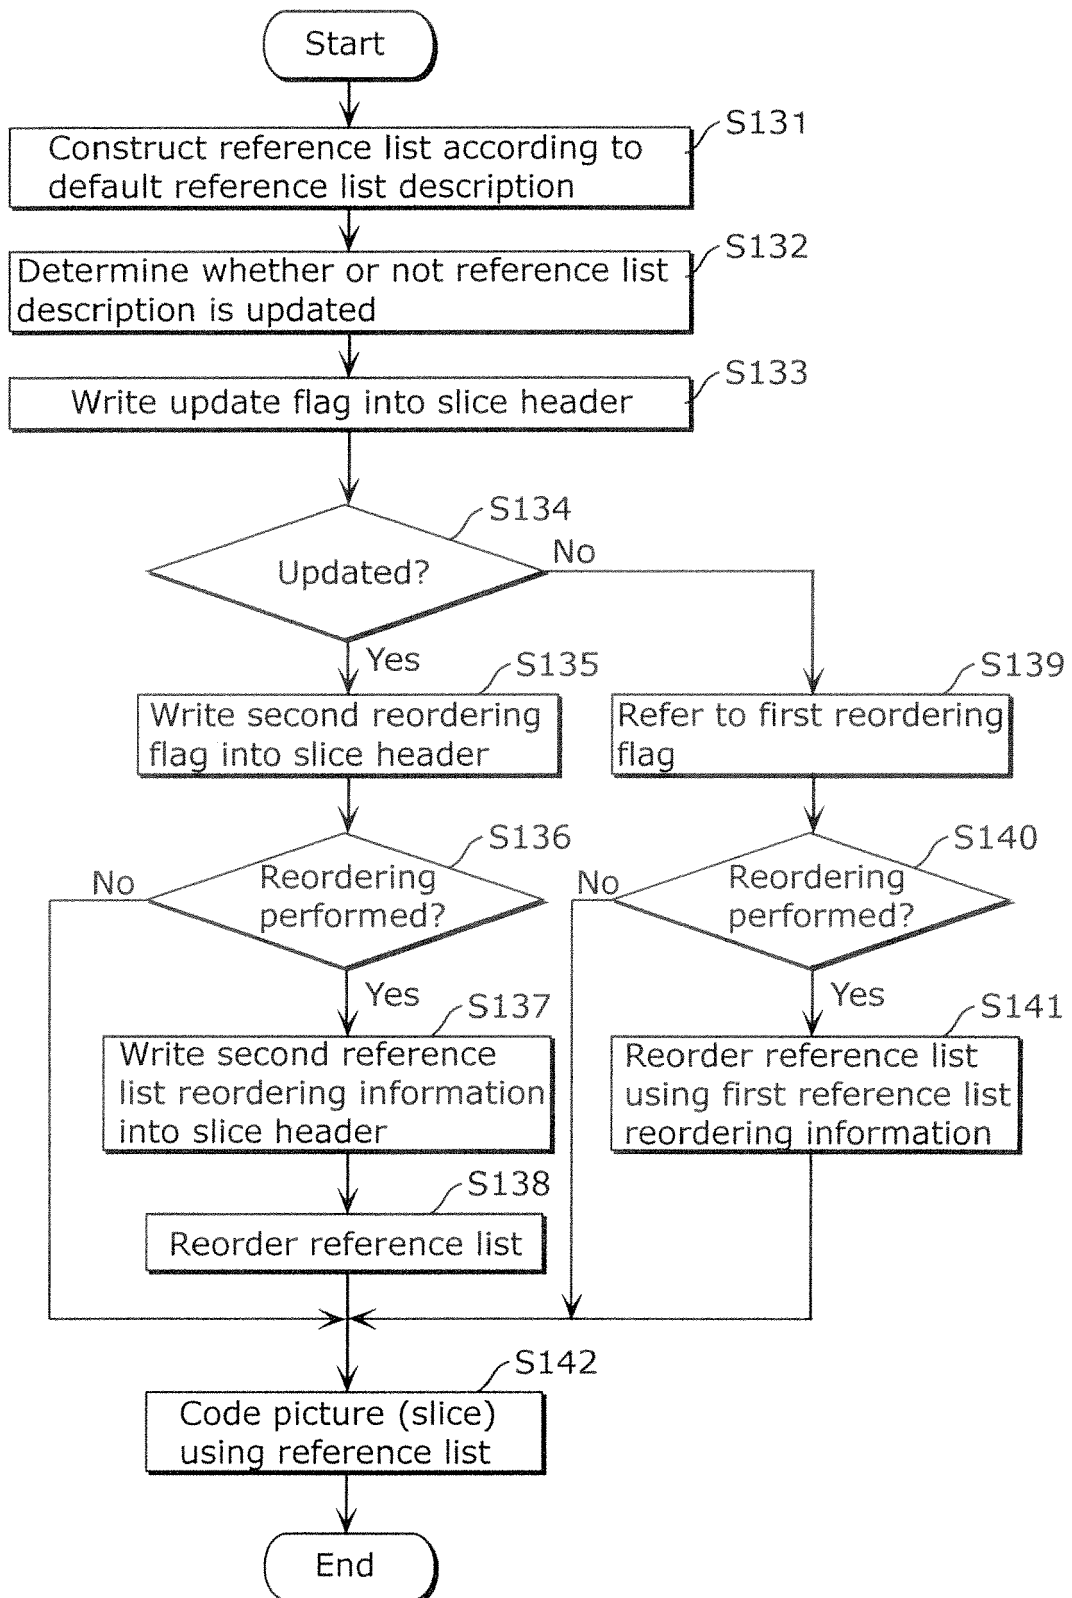 Start
S131
Construct reference list according to
default reference list description
S132
Determine whether or not reference list
description is updated
S133
Write update flag into slice header
S134
Updated?
No
Yes
S135
Write second reordering
flag into slice header
S139
Refer to first reordering
flag
S136
Reordering
performed?
No
Yes
S140
Reordering
performed?
No
Yes
S137
Write second reference
list reordering information
into slice header
S141
Reorder reference list
using first reference list
reordering information
S138
Reorder reference list
S142
Code picture (slice)
using reference list
End